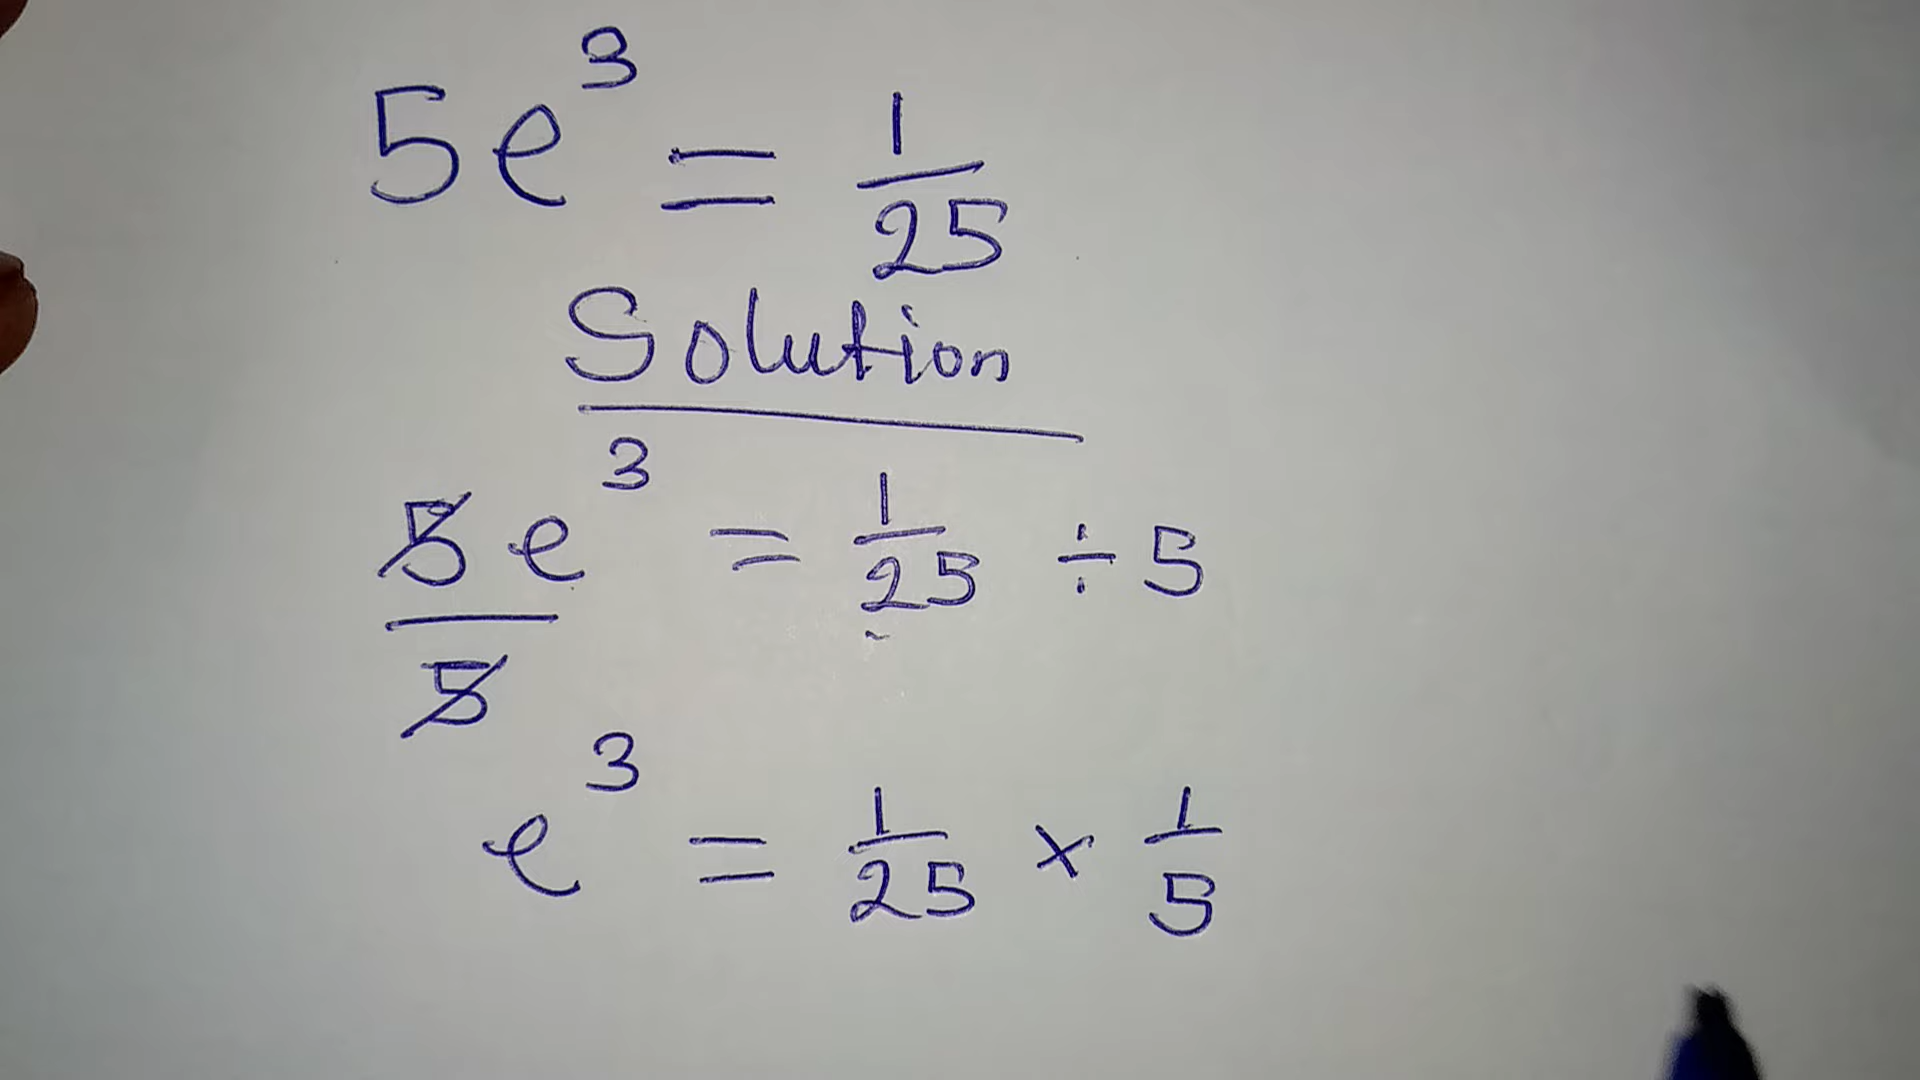 5e³ = 1/25
Solution
5e³/5 = 1/25 ÷ 5
e³ = 1/25 × 1/5